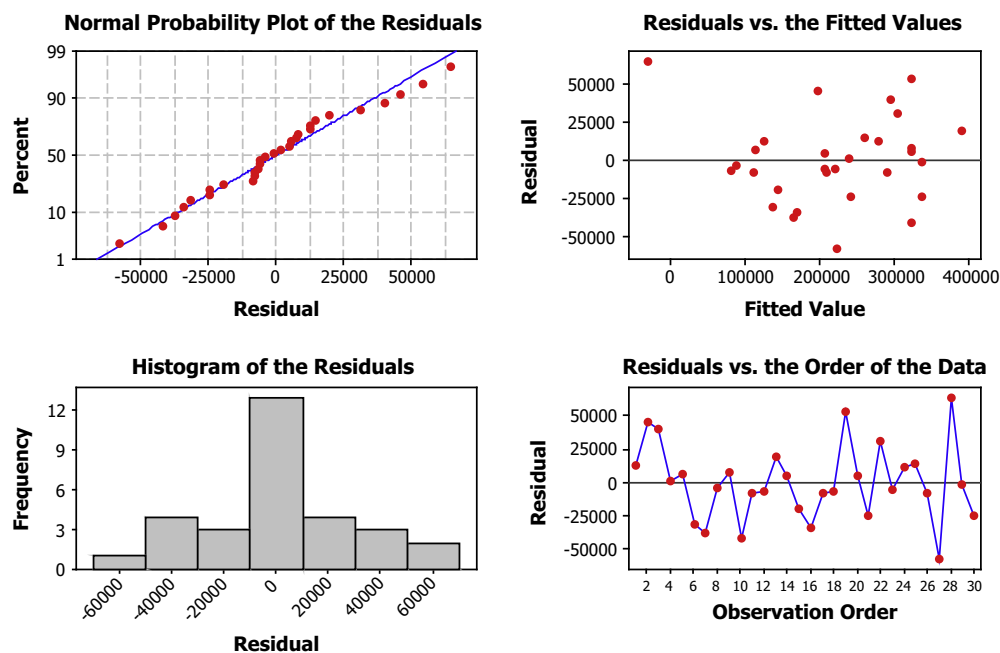 Normal Probability Plot of the Residuals
99
90
50
10
1
Percent
-50000 -25000 0 25000 50000
Residual
Residuals vs. the Fitted Values
50000
25000
0
-25000
-50000
Residual
0 100000 200000 300000 400000
Fitted Value
Histogram of the Residuals
12
9
6
3
0
Frequency
-60000 -40000 -20000 0 20000 40000 60000
Residual
Residuals vs. the Order of the Data
50000
25000
0
-25000
-50000
Residual
2 4 6 8 10 12 14 16 18 20 22 24 26 28 30
Observation Order